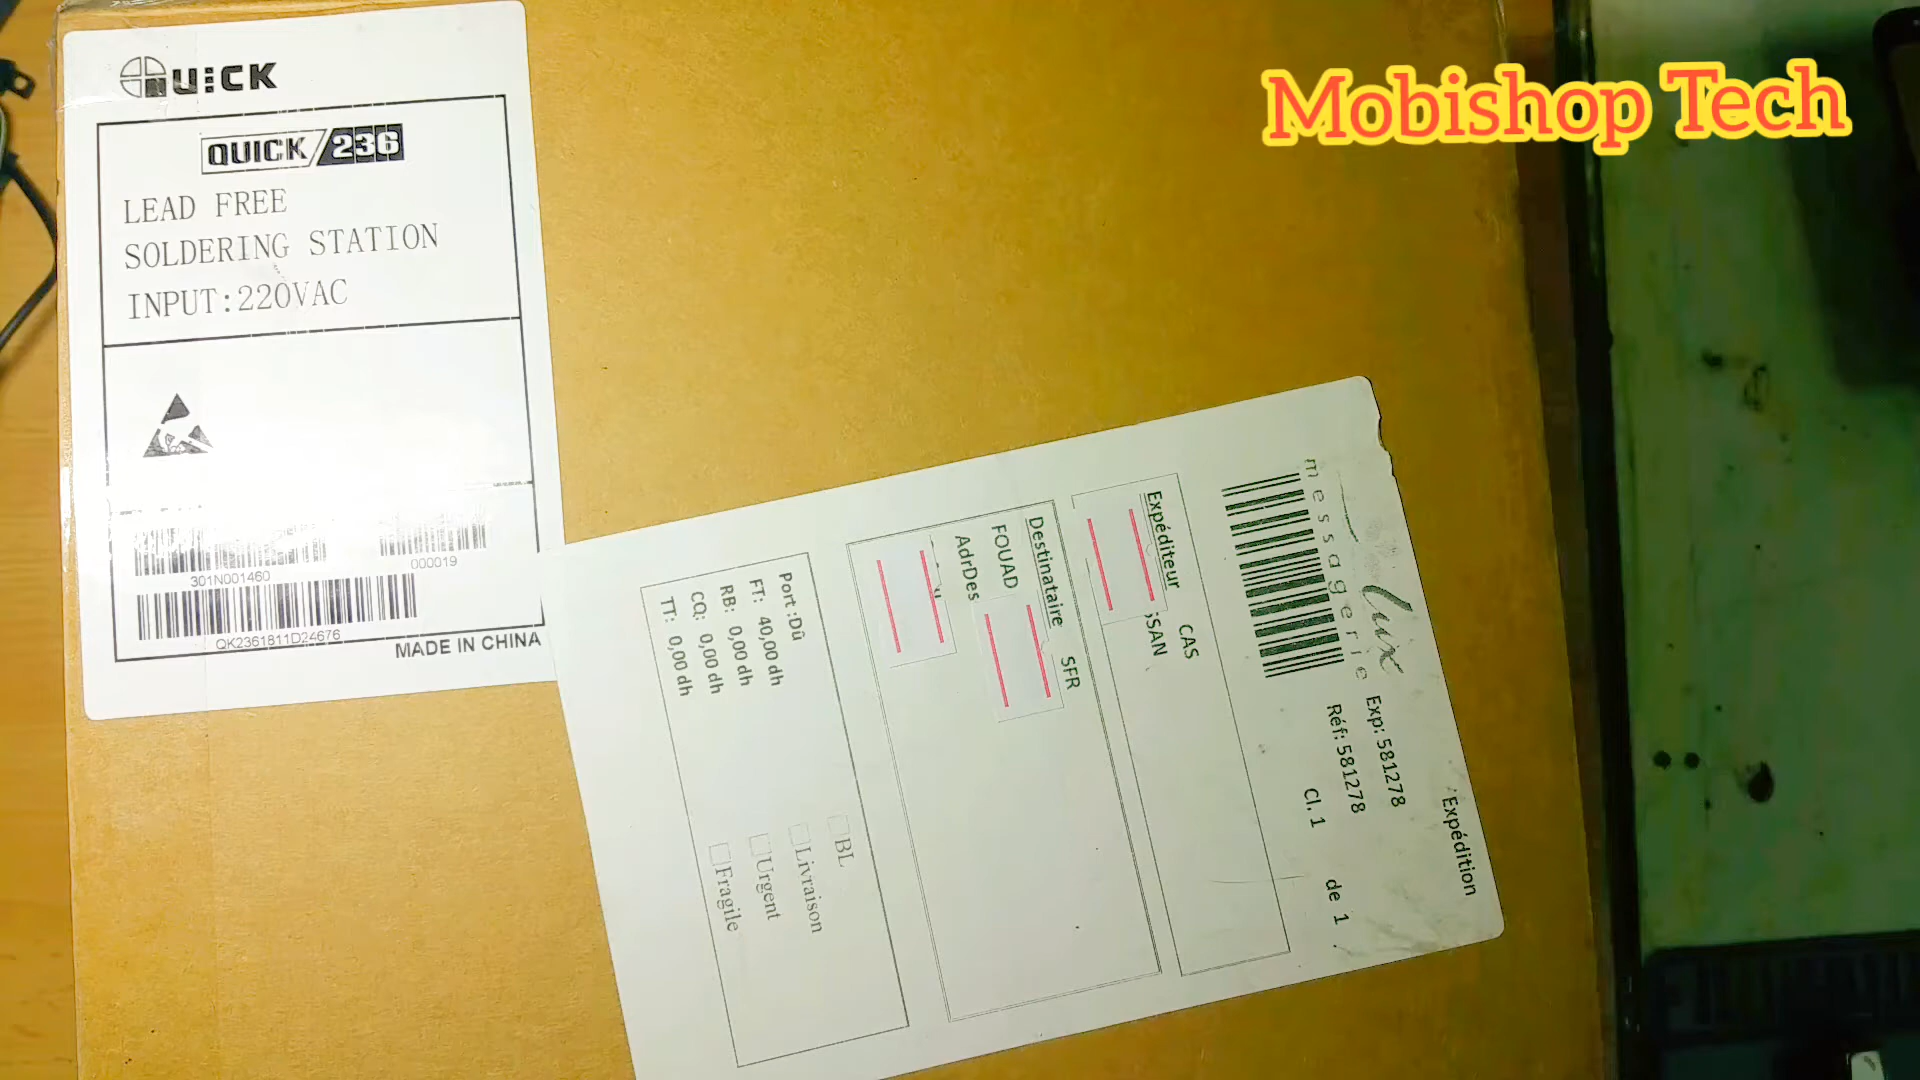 QUICK
QUICK/236
LEAD FREE
SOLDERING STATION
INPUT:220VAC
301N001460
000019
QK2361811D24676
MADE IN CHINA
Mobishop Tech
Expédition
lux
messagerie
Exp: 581278
Réf: 581278
Cl. 1 de 1
Expéditeur CAS
SAN
Destinataire SFR
FOUAD
AdrDes
Port :Dû
FT: 40,00 dh
RB: 0,00 dh
CQ: 0,00 dh
TT: 0,00 dh
BL
Livraison
Urgent
Fragile